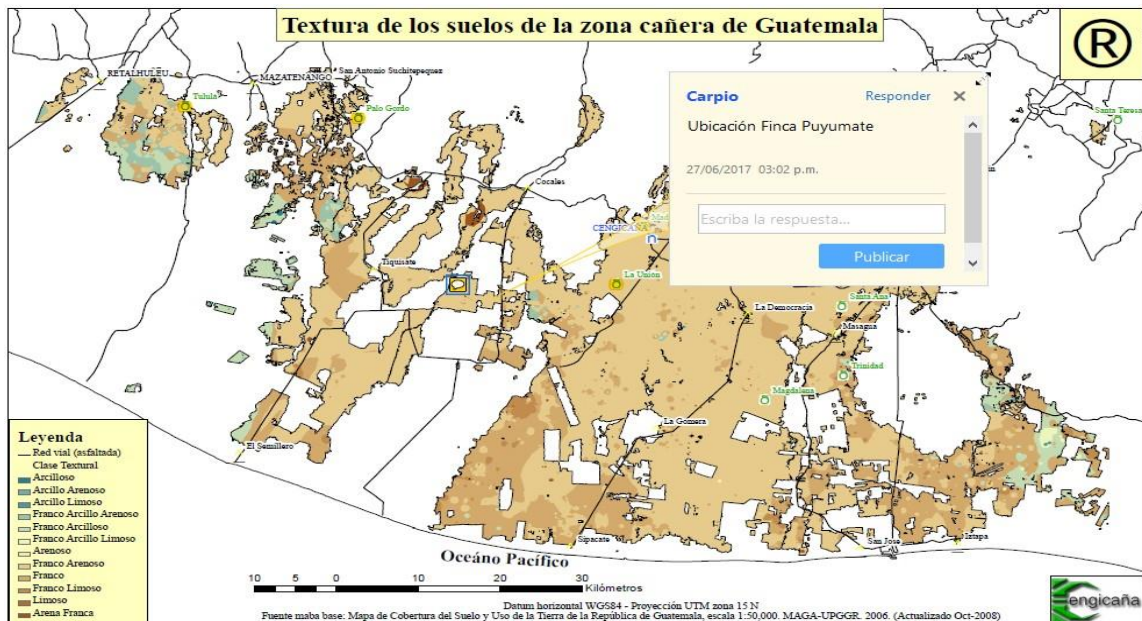 Textura de los suelos de la zona cañera de Guatemala
®
RETALHULEU
MAZATENANGO
San Antonio Suchitepequez
Tulula
Palo Gordo
Santa Teresa
Carpio
Responder
Ubicación Finca Puyumate
27/06/2017 03:02 p.m.
Escriba la respuesta...
Publicar
Cocales
CENGICAÑA
Tiquisate
La Unión
Santa Ana
La Democracia
Masagua
Trinidad
Magdalena
La Gomera
El Semillero
Sipacate
San Jose
Iztapa
Océano Pacífico
Leyenda
Red vial (asfaltada)
Clase Textural
Arcilloso
Arcillo Arenoso
Arcillo Limoso
Franco Arcillo Arenoso
Franco Arcilloso
Franco Arcillo Limoso
Arenoso
Franco Arenoso
Franco
Franco Limoso
Limoso
Arena Franca
10 5 0 10 20 30 Kilómetros
Datum horizontal WGS84 - Proyección UTM zona 15 N
Fuente maba base: Mapa de Cobertura del Suelo y Uso de la Tierra de la República de Guatemala, escala 1:50,000. MAGA-UPGGR. 2006. (Actualizado Oct-2008)
engicaña